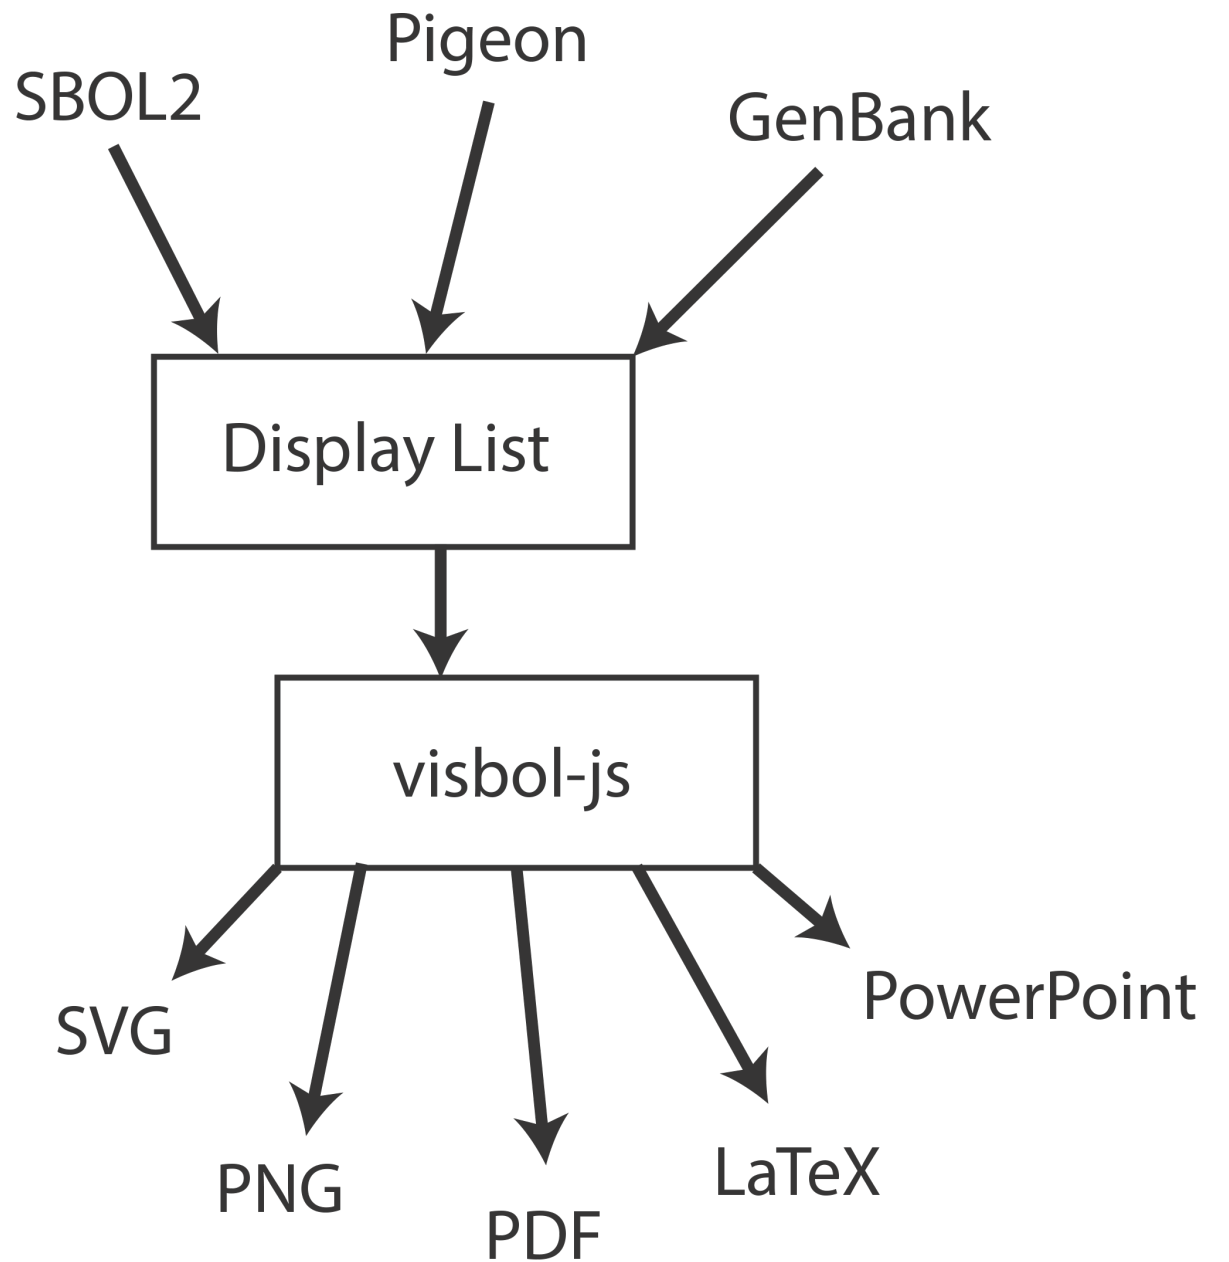 Pigeon
SBOL2
GenBank
Display List
visbol-js
PowerPoint
SVG
LaTeX
PNG
PDF